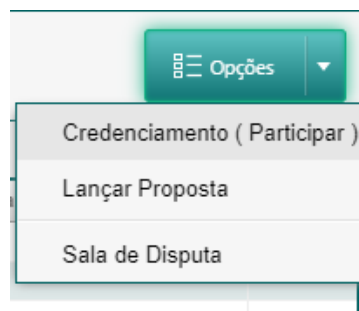 Opções
Credenciamento ( Participar )
Lançar Proposta
Sala de Disputa